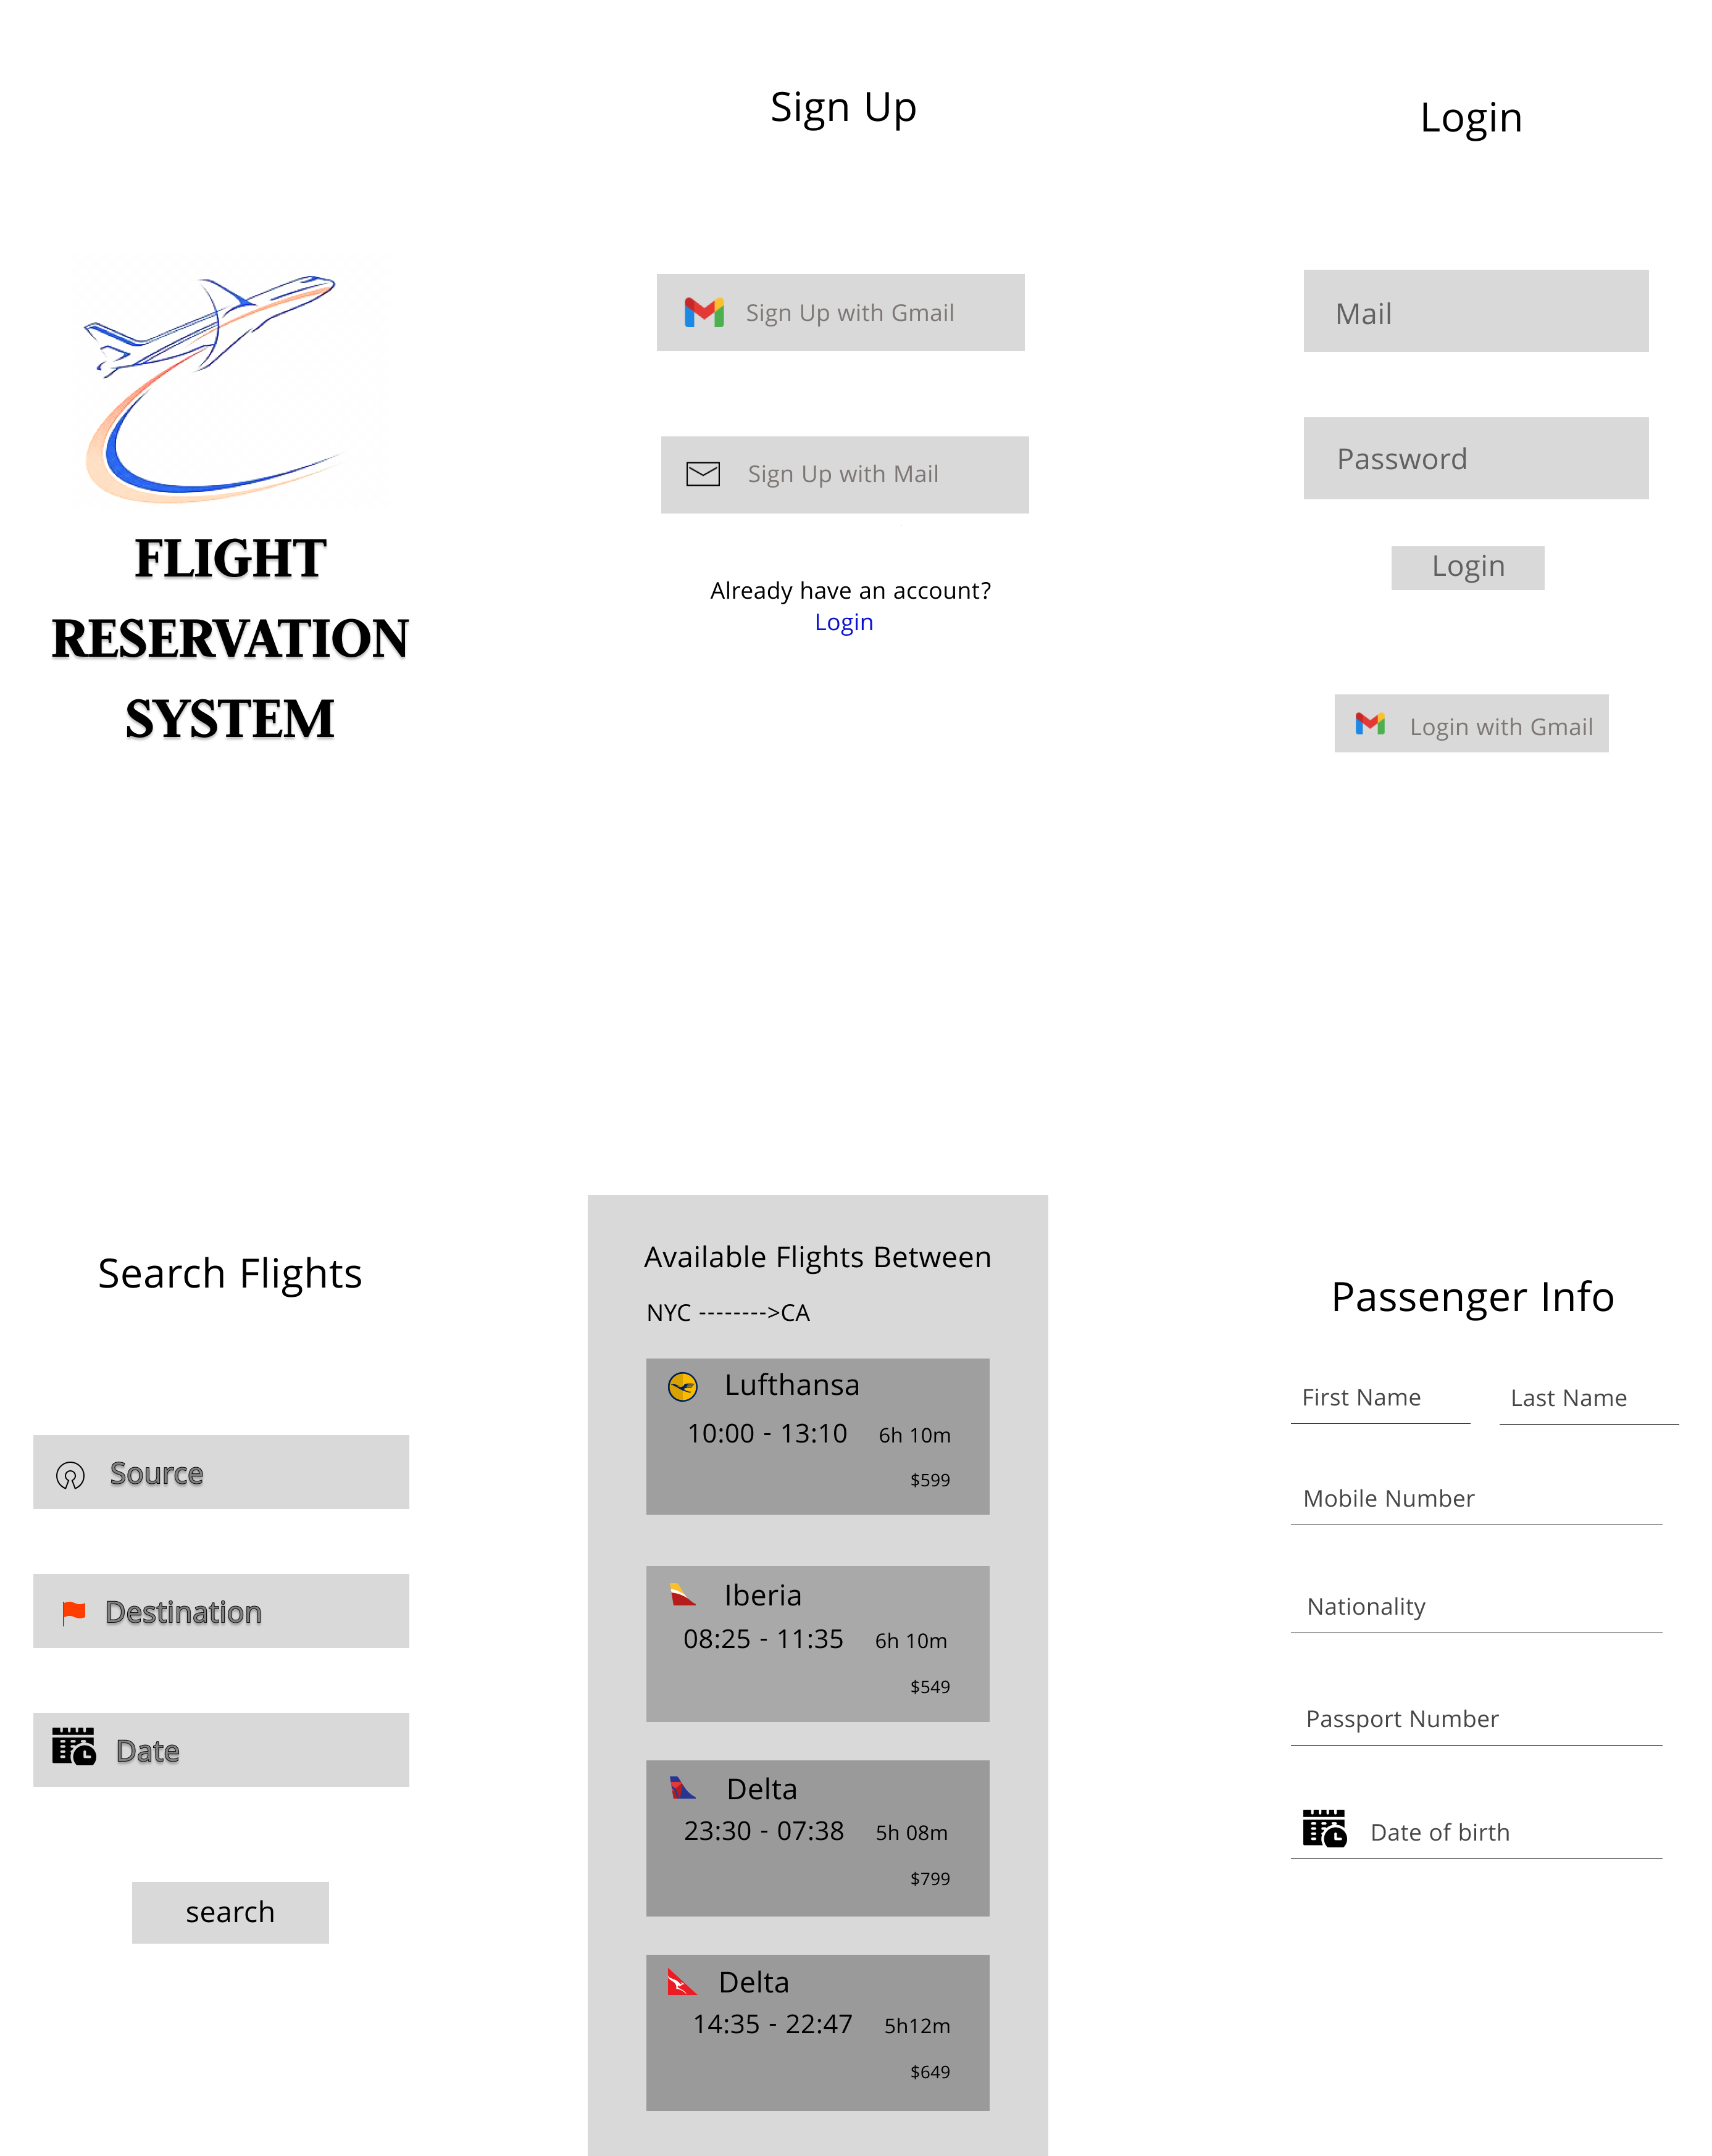 FLIGHT
RESERVATION
SYSTEM
Sign Up
Sign Up with Gmail
Sign Up with Mail
Already have an account?
Login
Login
Mail
Password
Login
Login with Gmail
Search Flights
Source
Destination
Date
search
Available Flights Between
NYC -------->CA
Lufthansa
10:00 - 13:10 6h 10m
$599
Iberia
08:25 - 11:35 6h 10m
$549
Delta
23:30 - 07:38 5h 08m
$799
Delta
14:35 - 22:47 5h12m
$649
Passenger Info
First Name Last Name
Mobile Number
Nationality
Passport Number
Date of birth